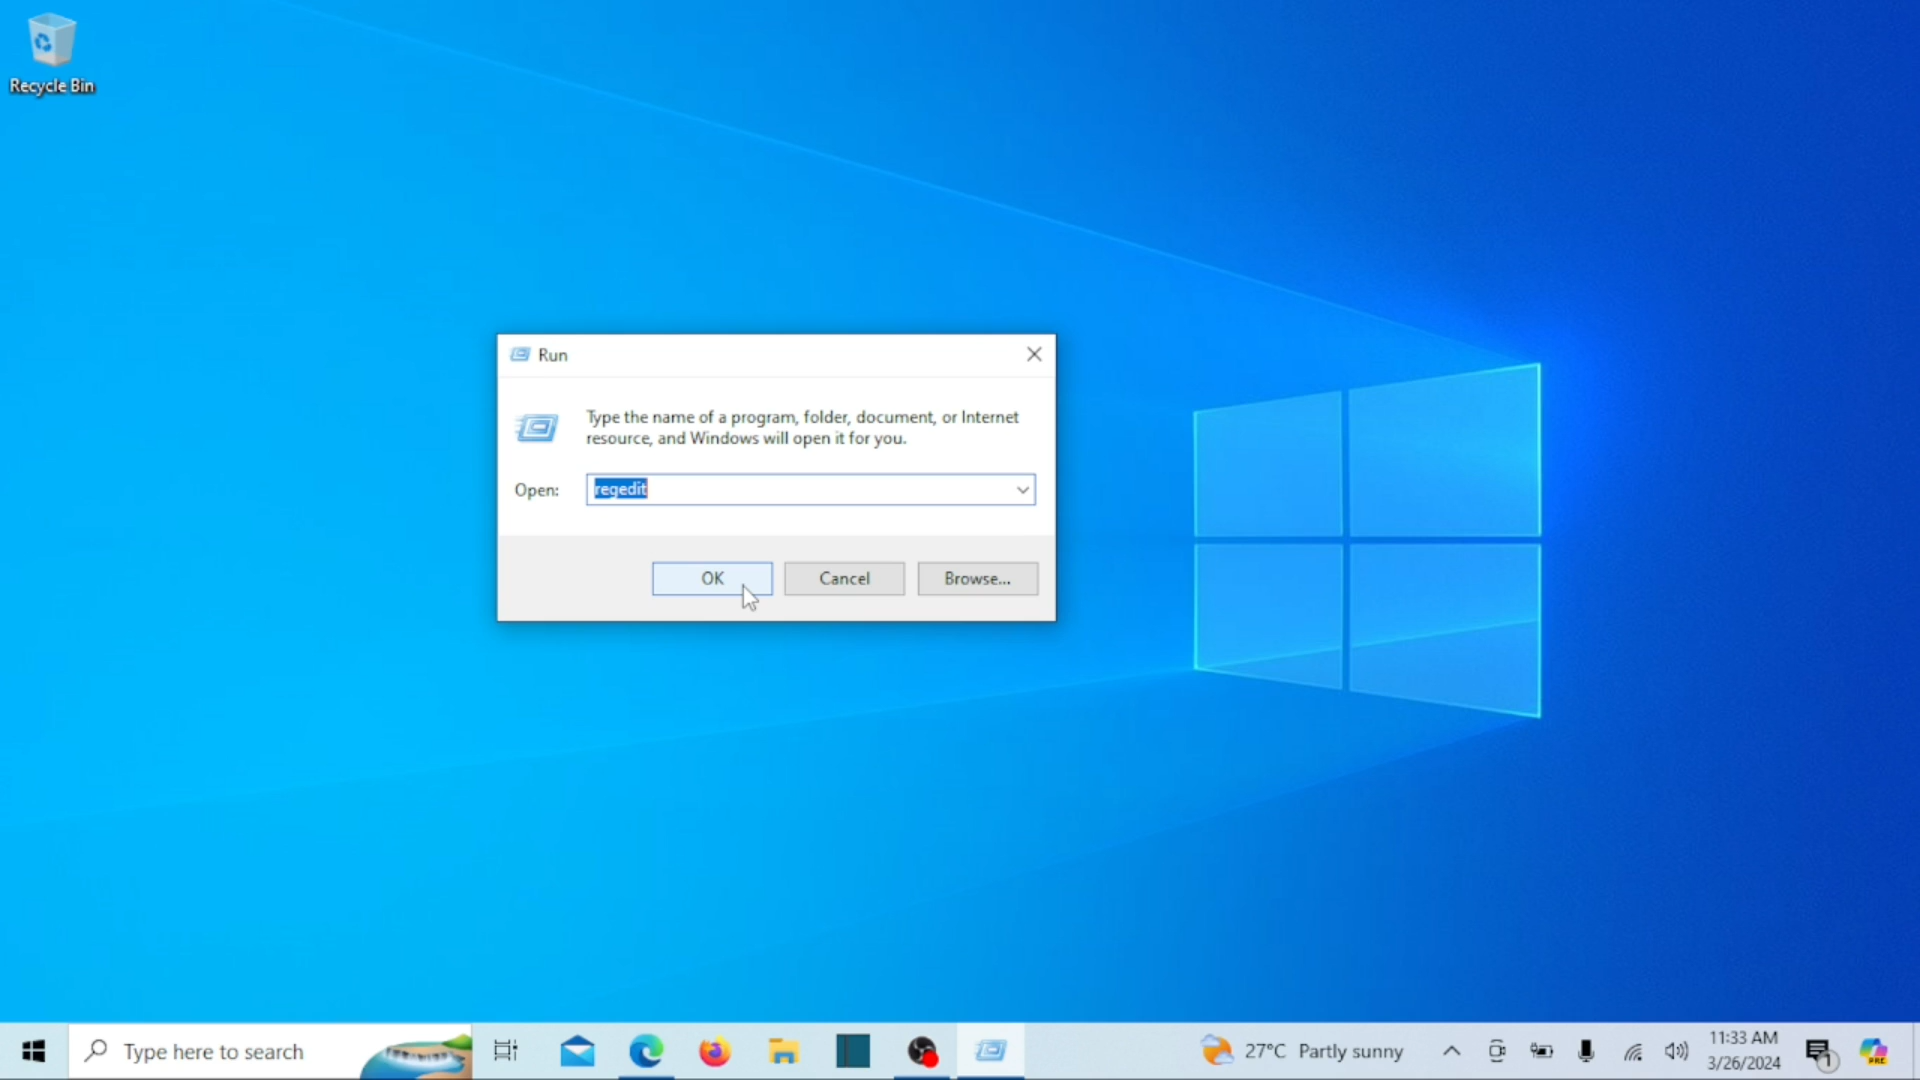 Recycle Bin
Run
Type the name of a program, folder, document, or Internet
resource, and Windows will open it for you.
Open:
regedit
OK
Cancel
Browse...
Type here to search
27°C Partly sunny
11:33 AM
3/26/2024
1
PRE